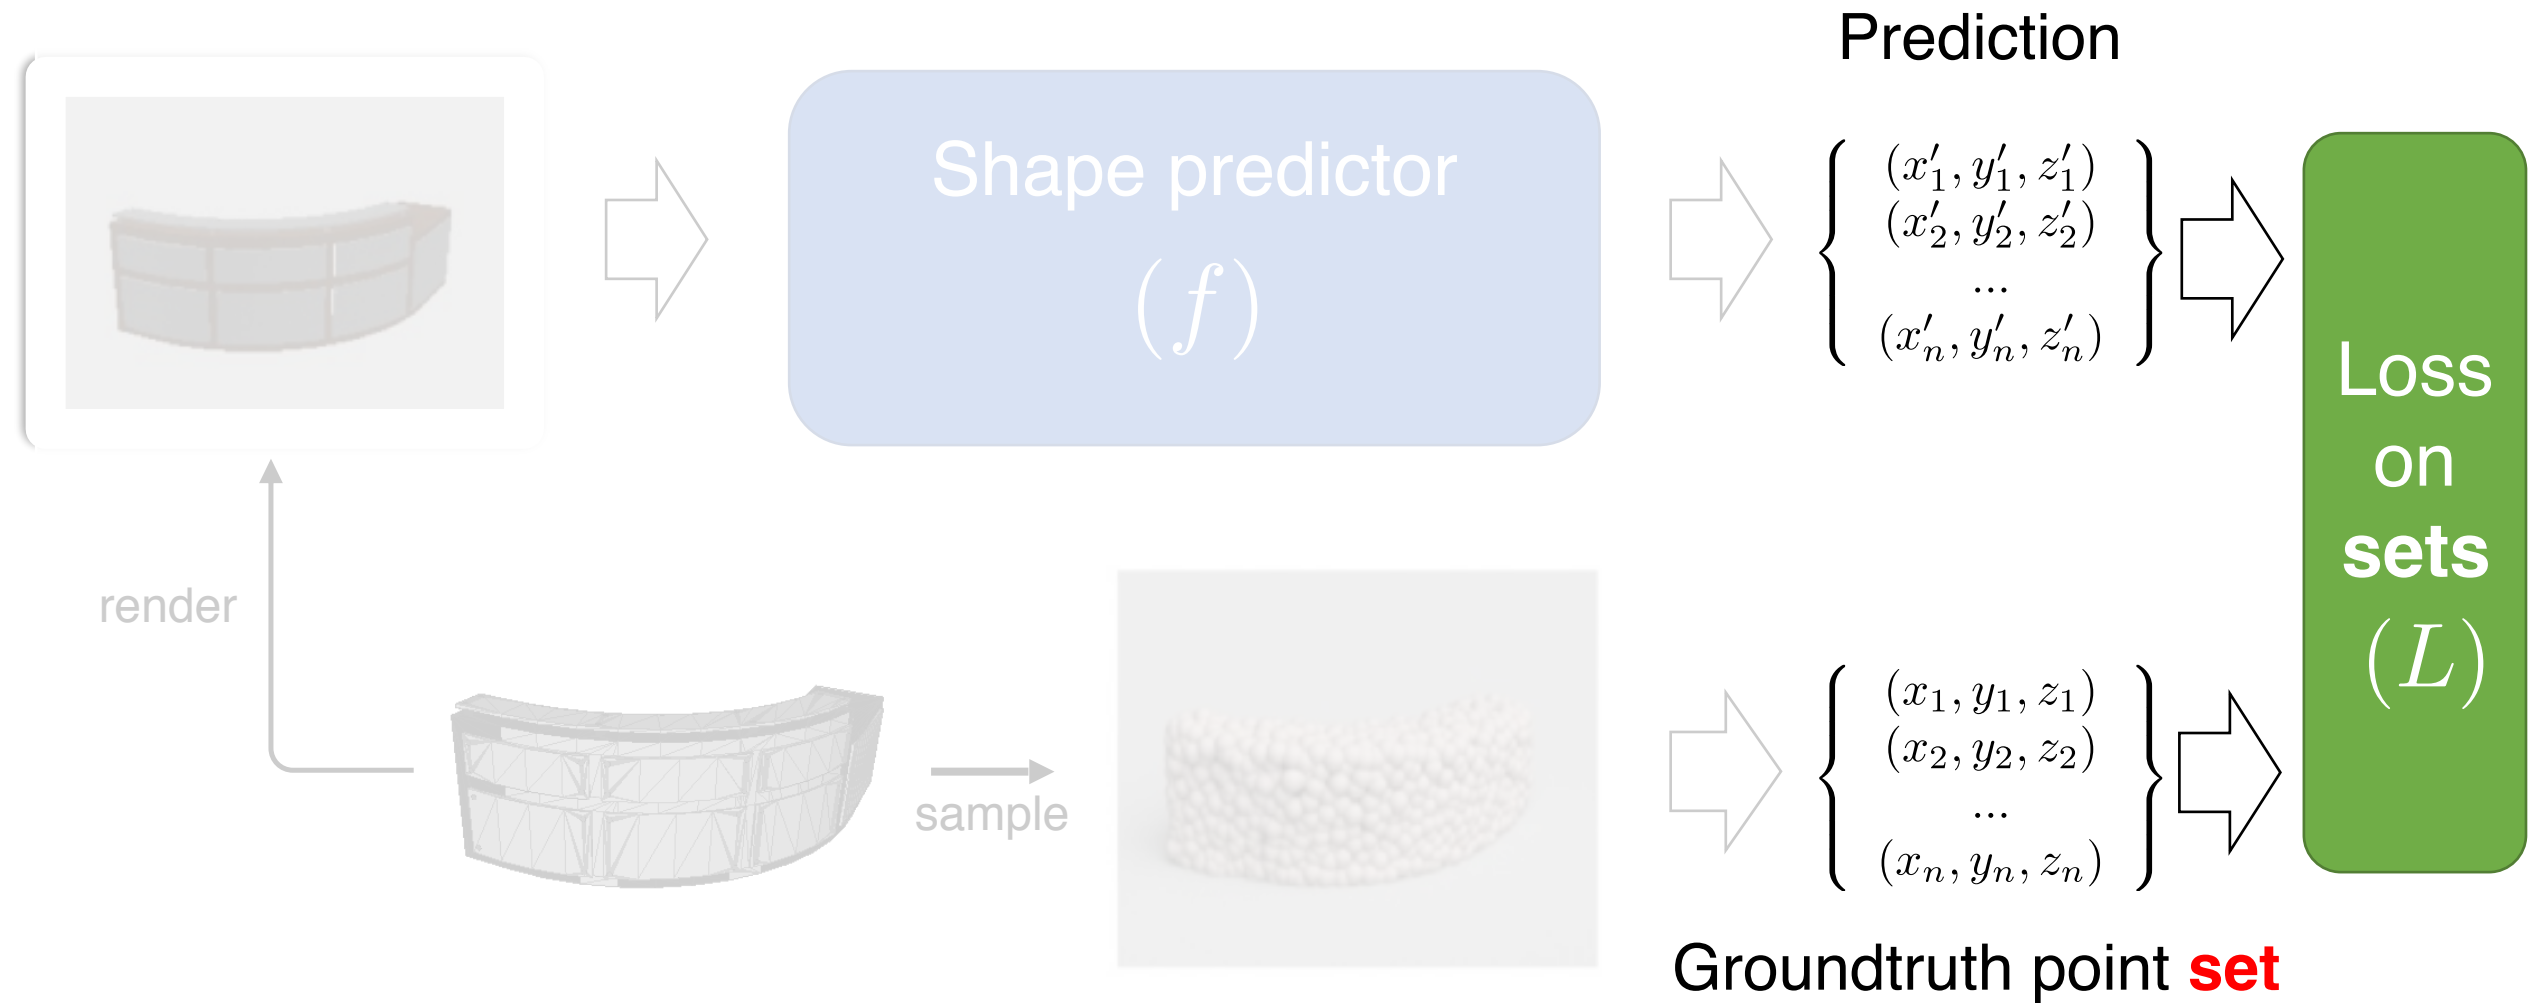 Prediction
Shape predictor
(f)
(x′₁, y′₁, z′₁)
(x′₂, y′₂, z′₂)
...
(x′ₙ, y′ₙ, z′ₙ)
Loss
on
sets
(L)
render
sample
(x₁, y₁, z₁)
(x₂, y₂, z₂)
...
(xₙ, yₙ, zₙ)
Groundtruth point set